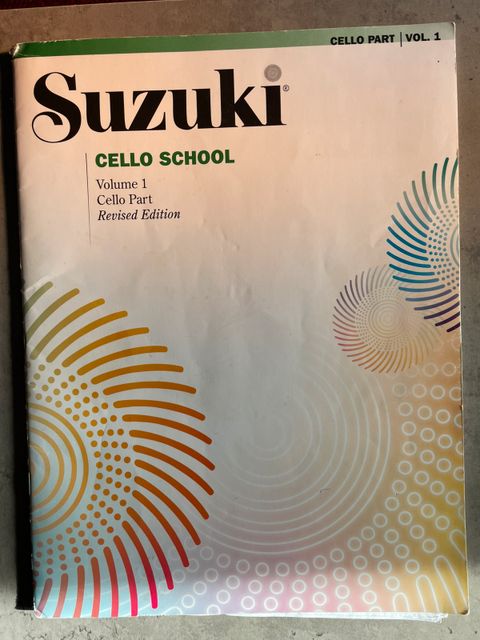 CELLO PART | VOL. 1
Suzuki®
CELLO SCHOOL
Volume 1
Cello Part
Revised Edition